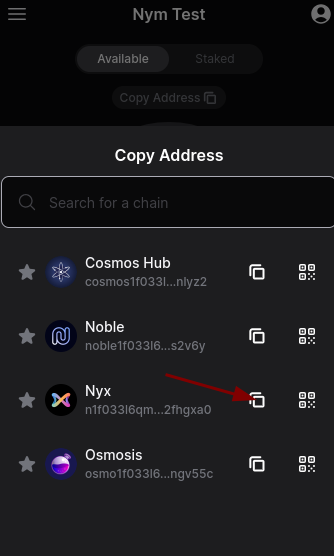 Nym Test
Available
Staked
Copy Address
Copy Address
Search for a chain
Cosmos Hub
cosmos1f033l...nlyz2
Noble
noble1f033l6...s2v6y
Nyx
n1f033l6qm...2fhgxa0
Osmosis
osmo1f033l6...ngv55c